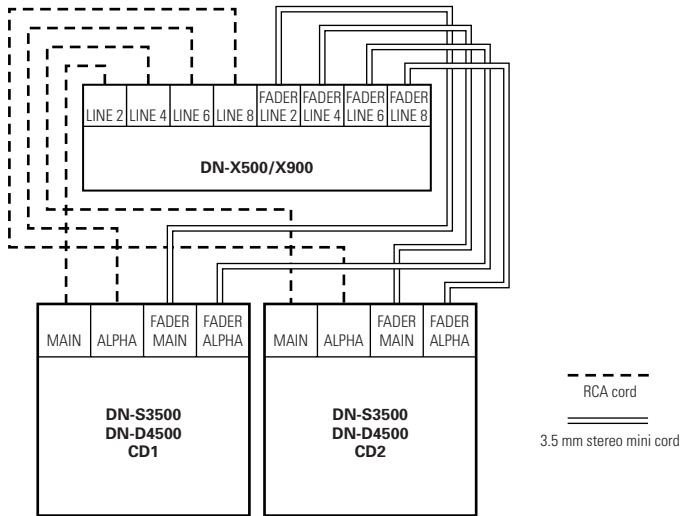 LINE 2 LINE 4 LINE 6 LINE 8 FADER LINE 2 FADER LINE 4 FADER LINE 6 FADER LINE 8
DN-X500/X900
MAIN ALPHA FADER MAIN FADER ALPHA
DN-S3500
DN-D4500
CD1
MAIN ALPHA FADER MAIN FADER ALPHA
DN-S3500
DN-D4500
CD2
RCA cord
3.5 mm stereo mini cord